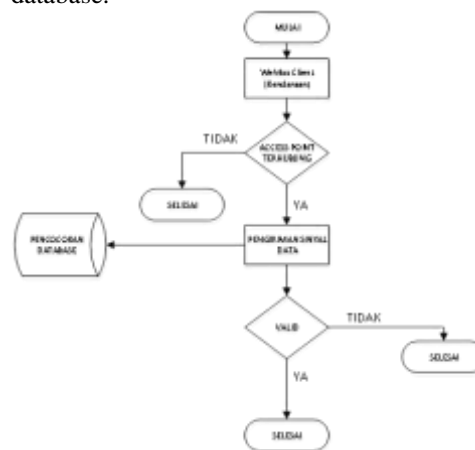 database.
MULAI
Wemos Client
(Kendaraan)
TIDAK
ACCESS POINT
TERHUBUNG
SELESAI
YA
PENCOCOKAN
DATABASE
PENGIRIMAN SINYAL
DATA
VALID
TIDAK
SELESAI
YA
SELESAI